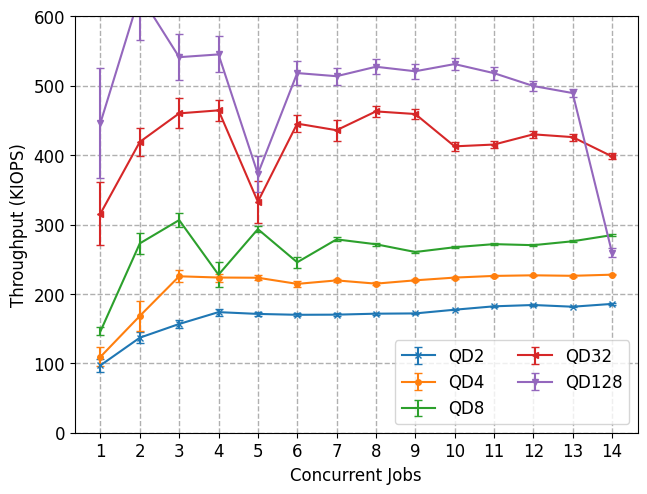 600
500
400
300
200
100
0
Throughput (KIOPS)
QD2
QD4
QD8
QD32
QD128
1 2 3 4 5 6 7 8 9 10 11 12 13 14
Concurrent Jobs